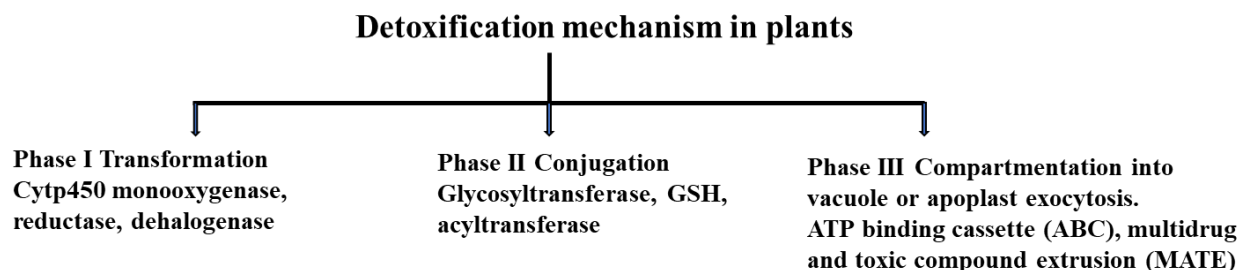 Detoxification mechanism in plants
Phase I Transformation
Cytp450 monooxygenase,
reductase, dehalogenase
Phase II Conjugation
Glycosyltransferase, GSH,
acyltransferase
Phase III Compartmentation into
vacuole or apoplast exocytosis.
ATP binding cassette (ABC), multidrug
and toxic compound extrusion (MATE)